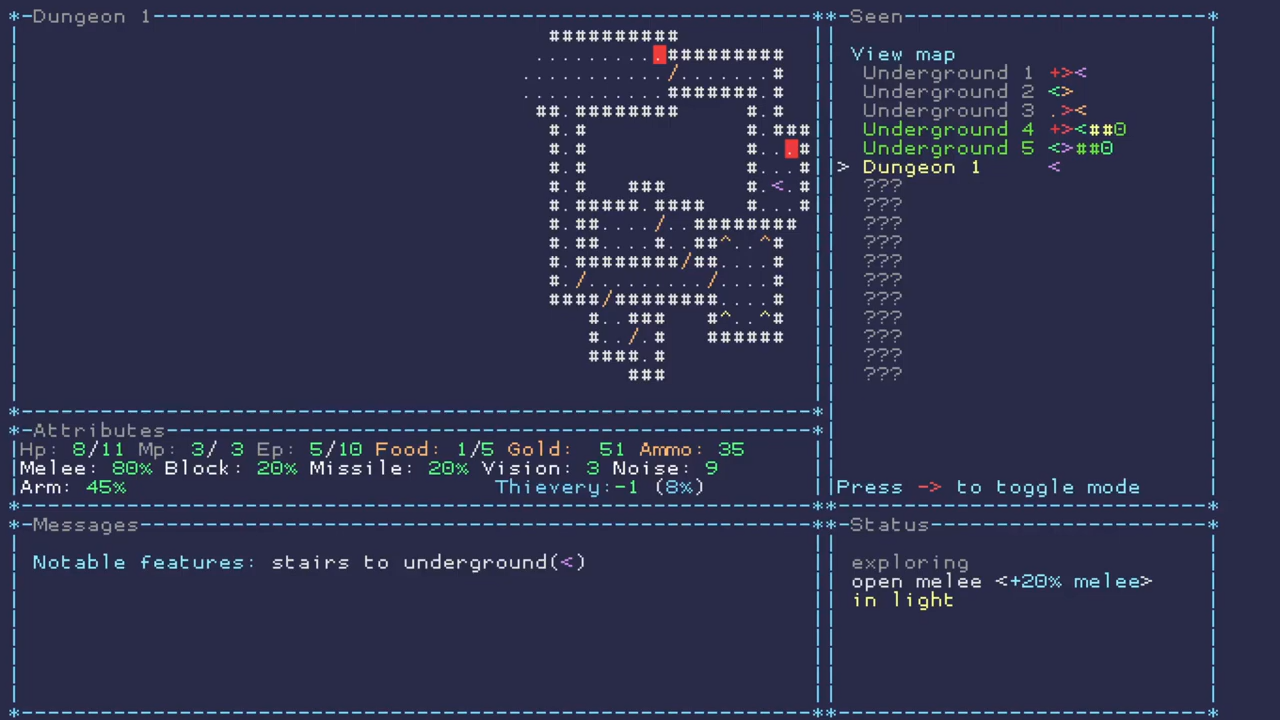 Dungeon 1
##########
.........#########
.........../.......#
...........#######.#
##.########     #.#
#.#            #.###
#.#            #...#
#.#            #...#
#.#   ###      #.<.#
#.#####.####   #...#
#.##..../..########
#.##....#..##^..^#
#.########/##....#
#./........./....#
####/########....#
#..###   #^..^#
#../.#   ######
####.#
###
Attributes
Hp: 8/11 Mp: 3/ 3 Ep: 5/10 Food: 1/5 Gold: 51 Ammo: 35
Melee: 80% Block: 20% Missile: 20% Vision: 3 Noise: 9
Arm: 45% Thievery:-1 (8%)
Messages
Notable features: stairs to underground(<)
Seen
View map
Underground 1 +><
Underground 2 <>
Underground 3 .><
Underground 4 +><##0
Underground 5 <>##0
> Dungeon 1 <
???
???
???
???
???
???
???
???
???
???
???
Press -> to toggle mode
Status
exploring
open melee <+20% melee>
in light